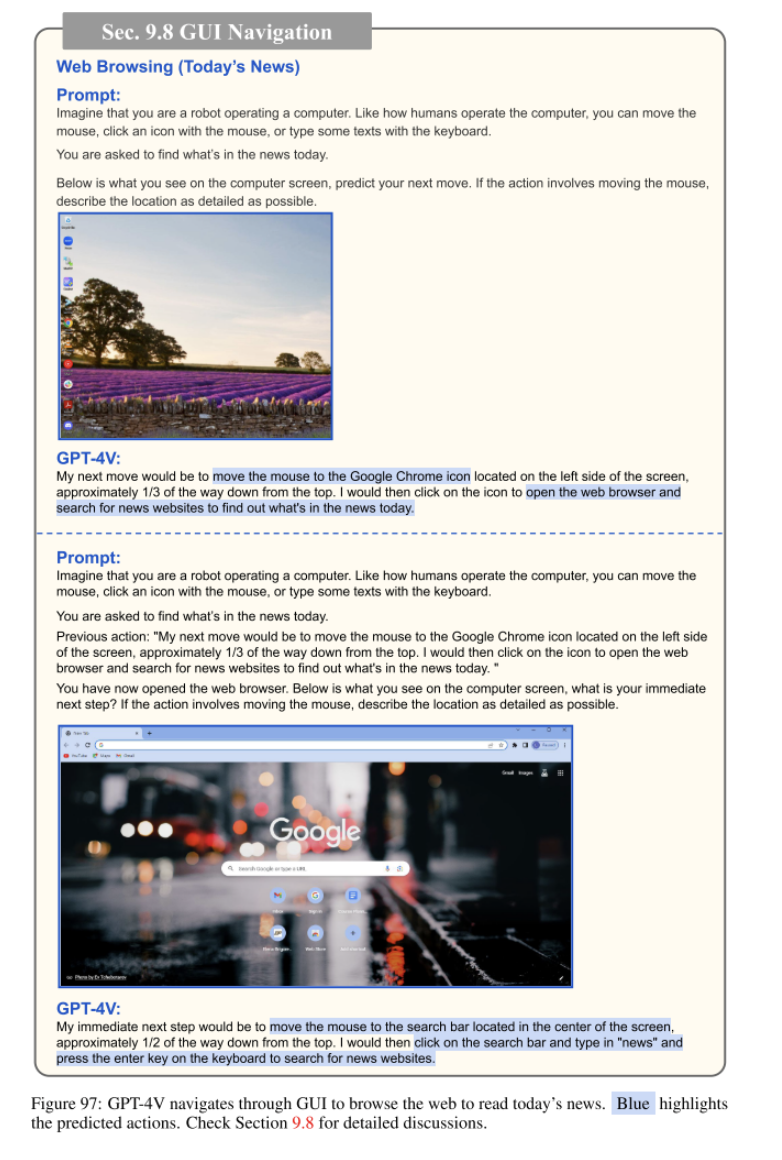 Sec. 9.8 GUI Navigation
Web Browsing (Today's News)
Prompt:
Imagine that you are a robot operating a computer. Like how humans operate the computer, you can move the
mouse, click an icon with the mouse, or type some texts with the keyboard.
You are asked to find what's in the news today.
Below is what you see on the computer screen, predict your next move. If the action involves moving the mouse,
describe the location as detailed as possible.
GPT-4V:
My next move would be to move the mouse to the Google Chrome icon located on the left side of the screen,
approximately 1/3 of the way down from the top. I would then click on the icon to open the web browser and
search for news websites to find out what's in the news today.
Prompt:
Imagine that you are a robot operating a computer. Like how humans operate the computer, you can move the
mouse, click an icon with the mouse, or type some texts with the keyboard.
You are asked to find what's in the news today.
Previous action: "My next move would be to move the mouse to the Google Chrome icon located on the left side
of the screen, approximately 1/3 of the way down from the top. I would then click on the icon to open the web
browser and search for news websites to find out what's in the news today. "
You have now opened the web browser. Below is what you see on the computer screen, what is your immediate
next step? If the action involves moving the mouse, describe the location as detailed as possible.
YouTube Maps Gmail
Gmail Images
Google
Search Google or type a URL
Web Store
GPT-4V:
My immediate next step would be to move the mouse to the search bar located in the center of the screen,
approximately 1/2 of the way down from the top. I would then click on the search bar and type in "news" and
press the enter key on the keyboard to search for news websites.
Figure 97: GPT-4V navigates through GUI to browse the web to read today's news. Blue highlights
the predicted actions. Check Section 9.8 for detailed discussions.